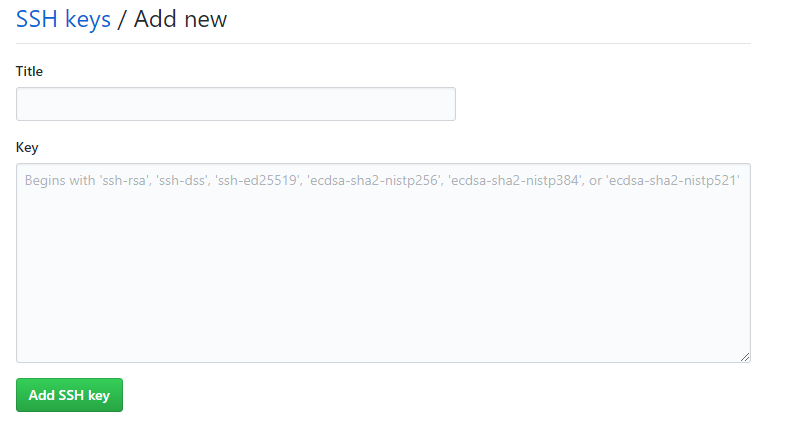 SSH keys / Add new
Title
Key
Begins with 'ssh-rsa', 'ssh-dss', 'ssh-ed25519', 'ecdsa-sha2-nistp256', 'ecdsa-sha2-nistp384', or 'ecdsa-sha2-nistp521'
Add SSH key